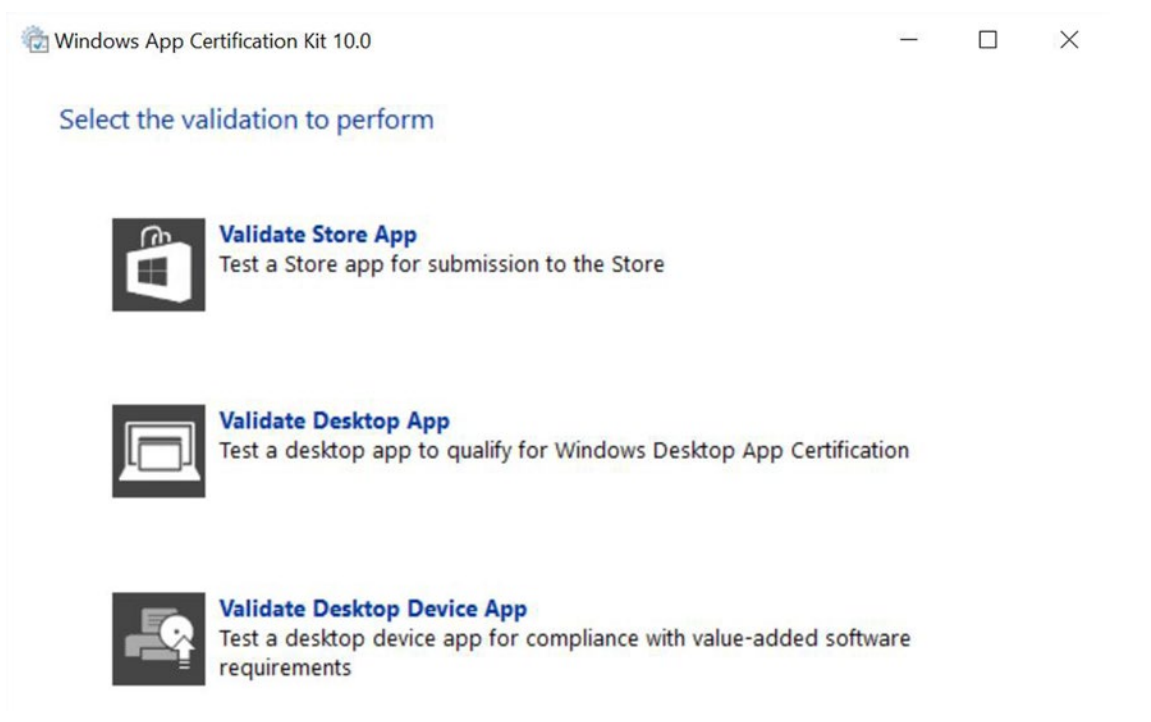 Windows App Certification Kit 10.0
Select the validation to perform
Validate Store App
Test a Store app for submission to the Store
Validate Desktop App
Test a desktop app to qualify for Windows Desktop App Certification
Validate Desktop Device App
Test a desktop device app for compliance with value-added software
requirements